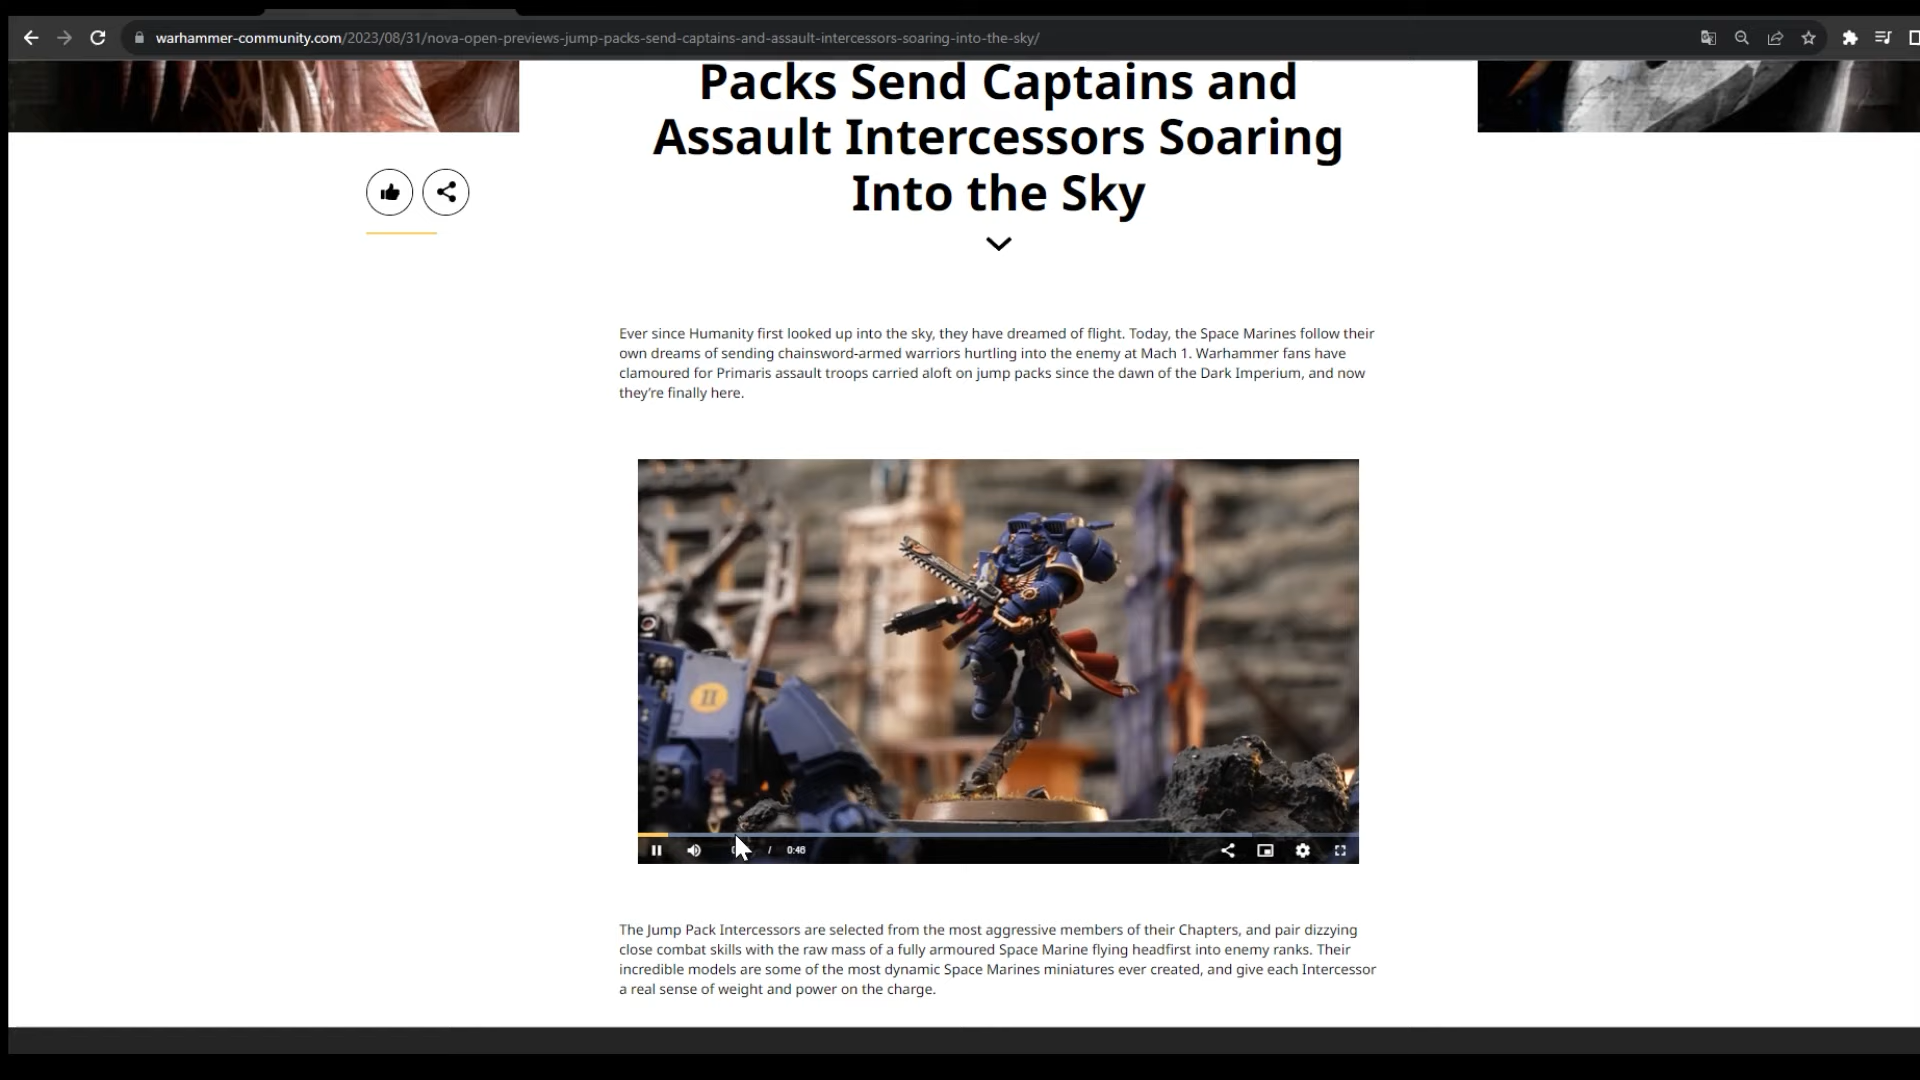 warhammer-community.com/2023/08/31/nova-open-previews-jump-packs-send-captains-and-assault-intercessors-soaring-into-the-sky/
Packs Send Captains and
Assault Intercessors Soaring
Into the Sky
Ever since Humanity first looked up into the sky, they have dreamed of flight. Today, the Space Marines follow their
own dreams of sending chainsword-armed warriors hurtling into the enemy at Mach 1. Warhammer fans have
clamoured for Primaris assault troops carried aloft on jump packs since the dawn of the Dark Imperium, and now
they're finally here.
II
/ 0:46
The Jump Pack Intercessors are selected from the most aggressive members of their Chapters, and pair dizzying
close combat skills with the raw mass of a fully armoured Space Marine flying headfirst into enemy ranks. Their
incredible models are some of the most dynamic Space Marines miniatures ever created, and give each Intercessor
a real sense of weight and power on the charge.